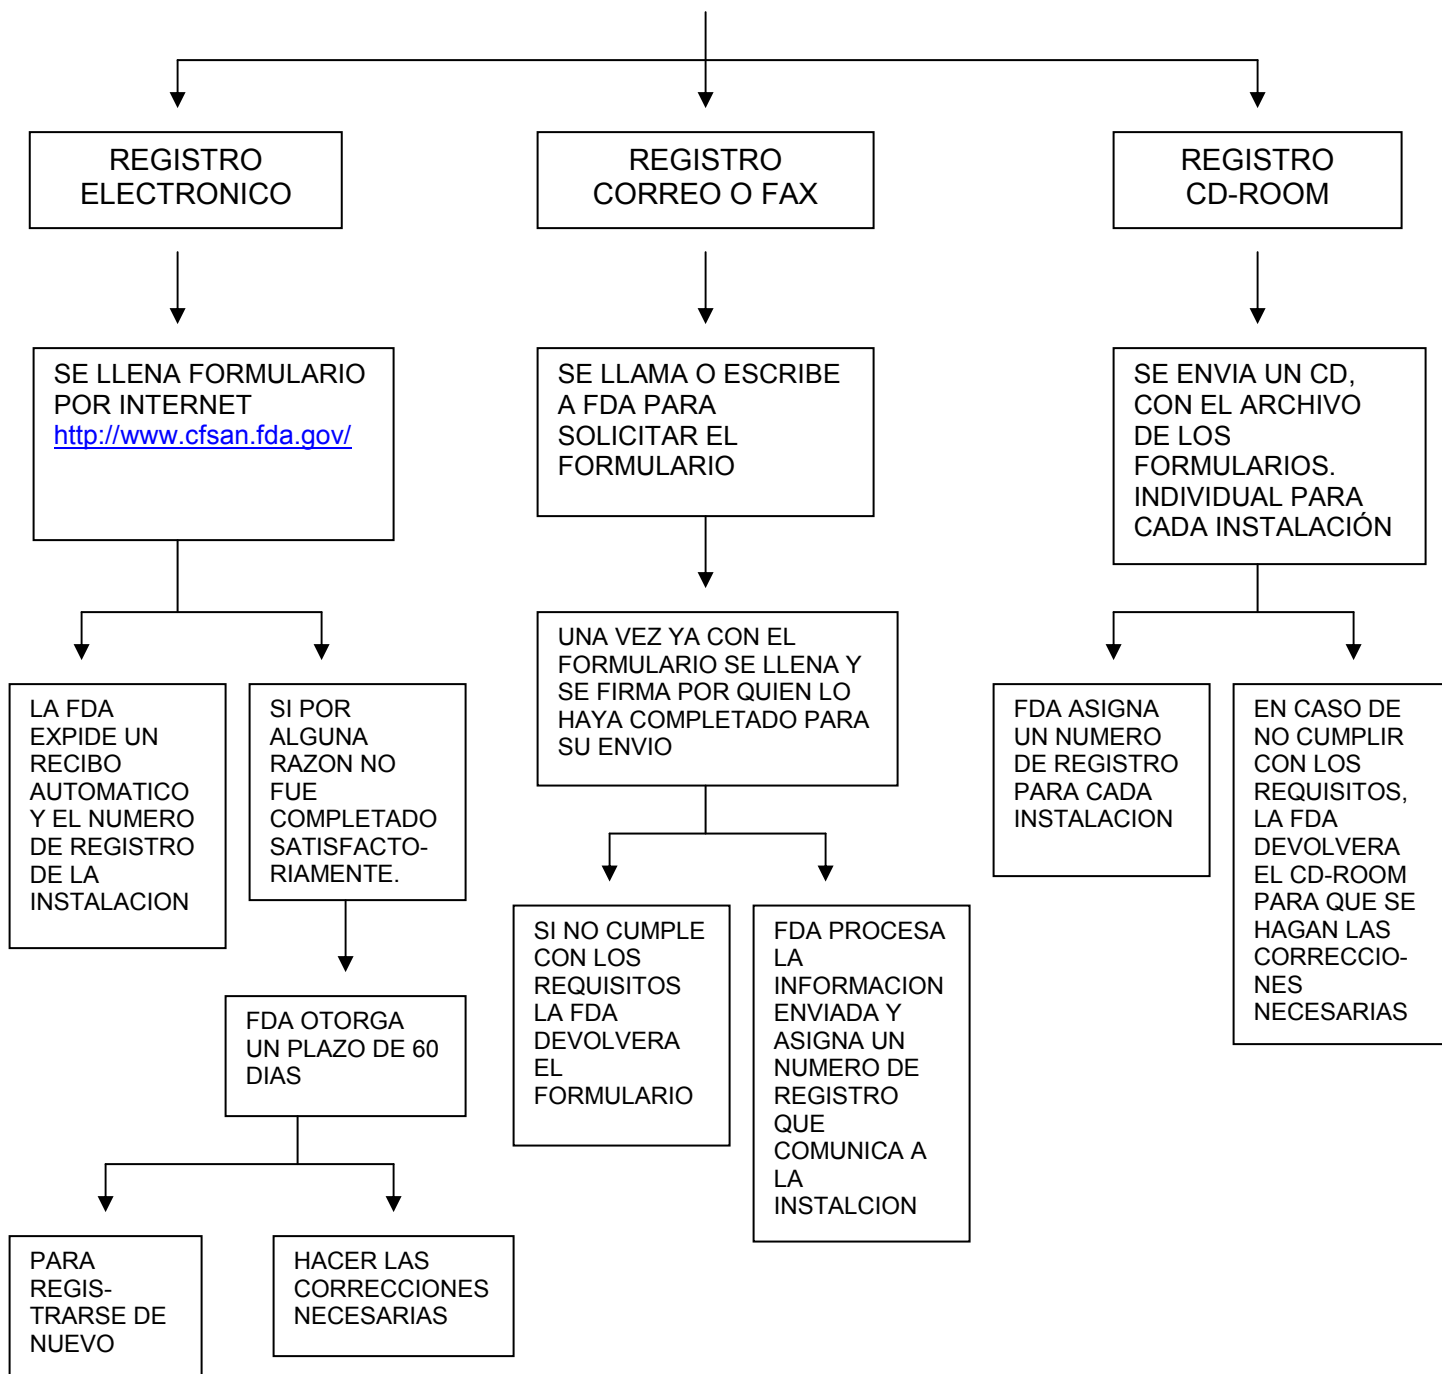 REGISTRO
ELECTRONICO
REGISTRO
CORREO O FAX
REGISTRO
CD-ROOM
SE LLENA FORMULARIO
POR INTERNET
http://www.cfsan.fda.gov/
SE LLAMA O ESCRIBE
A FDA PARA
SOLICITAR EL
FORMULARIO
SE ENVIA UN CD,
CON EL ARCHIVO
DE LOS
FORMULARIOS.
INDIVIDUAL PARA
CADA INSTALACIÓN
LA FDA
EXPIDE UN
RECIBO
AUTOMATICO
Y EL NUMERO
DE REGISTRO
DE LA
INSTALACION
SI POR
ALGUNA
RAZON NO
FUE
COMPLETADO
SATISFACTO-
RIAMENTE.
UNA VEZ YA CON EL
FORMULARIO SE LLENA Y
SE FIRMA POR QUIEN LO
HAYA COMPLETADO PARA
SU ENVIO
FDA ASIGNA
UN NUMERO
DE REGISTRO
PARA CADA
INSTALACION
EN CASO DE
NO CUMPLIR
CON LOS
REQUISITOS,
LA FDA
DEVOLVERA
EL CD-ROOM
PARA QUE SE
HAGAN LAS
CORRECCIO-
NES
NECESARIAS
FDA OTORGA
UN PLAZO DE 60
DIAS
SI NO CUMPLE
CON LOS
REQUISITOS
LA FDA
DEVOLVERA
EL
FORMULARIO
FDA PROCESA
LA
INFORMACION
ENVIADA Y
ASIGNA UN
NUMERO DE
REGISTRO
QUE
COMUNICA A
LA
INSTALCION
PARA
REGIS-
TRARSE DE
NUEVO
HACER LAS
CORRECCIONES
NECESARIAS